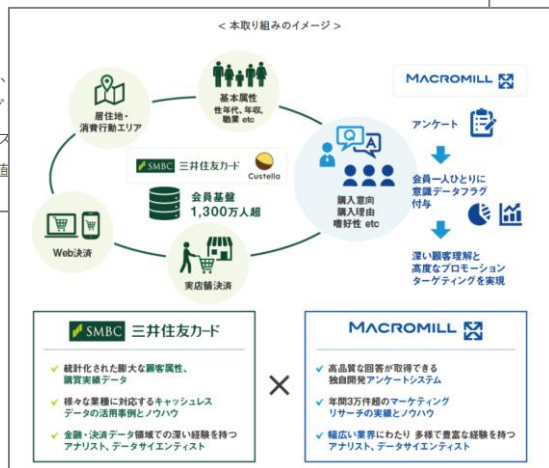 < 本取り組みのイメージ >
居住地・
消費行動エリア
基本属性
性年代、年収、
職業 etc
SMBC 三井住友カード
Custella
会員基盤
1,300万人超
Web決済
実店舗決済
Q
A
購入意向
購入理由
嗜好性 etc
MACROMILL
アンケート
会員一人ひとりに
意識データフラグ
付与
深い顧客理解と
高度なプロモーション
ターゲティングを実現
SMBC 三井住友カード
統計化された膨大な顧客属性、
購買実績データ
様々な業種に対応するキャッシュレス
データの活用事例とノウハウ
金融・決済データ領域での深い経験を持つ
アナリスト、データサイエンティスト
×
MACROMILL
高品質な回答が取得できる
独自開発アンケートシステム
年間3万件超のマーケティング
リサーチの実績とノウハウ
幅広い業界にわたり 多様で豊富な経験を持つ
アナリスト、データサイエンティスト